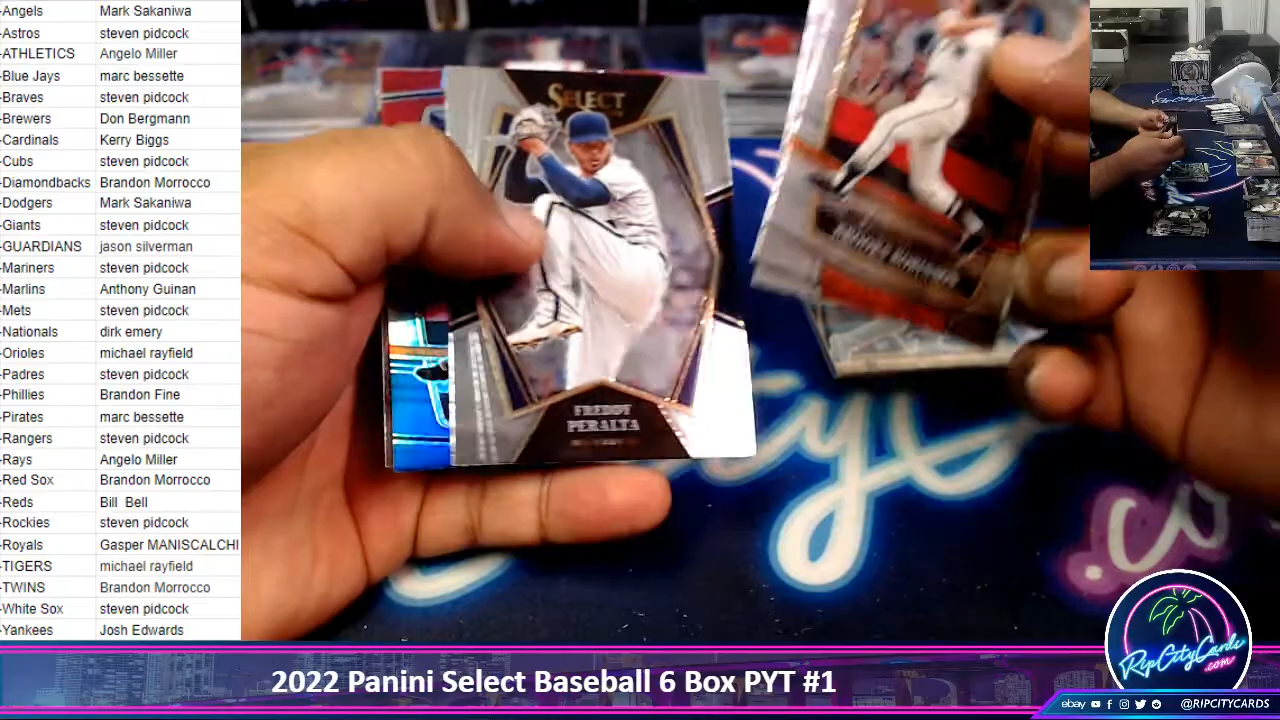 -Angels Mark Sakaniwa
-Astros steven pidcock
-ATHLETICS Angelo Miller
-Blue Jays marc bessette
-Braves steven pidcock
-Brewers Don Bergmann
-Cardinals Kerry Biggs
-Cubs steven pidcock
-Diamondbacks Brandon Morrocco
-Dodgers Mark Sakaniwa
-Giants steven pidcock
-GUARDIANS jason silverman
-Mariners steven pidcock
-Marlins Anthony Guinan
-Mets steven pidcock
-Nationals dirk emery
-Orioles michael rayfield
-Padres steven pidcock
-Phillies Brandon Fine
-Pirates marc bessette
-Rangers steven pidcock
-Rays Angelo Miller
-Red Sox Brandon Morrocco
-Reds Bill Bell
-Rockies steven pidcock
-Royals Gasper MANISCALCHI
-TIGERS michael rayfield
-TWINS Brandon Morrocco
-White Sox steven pidcock
-Yankees Josh Edwards
SELECT
FREDDY
PERALTA
RipCityCards
.com
2022 Panini Select Baseball 6 Box PYT #1
ebay @RIPCITYCARDS